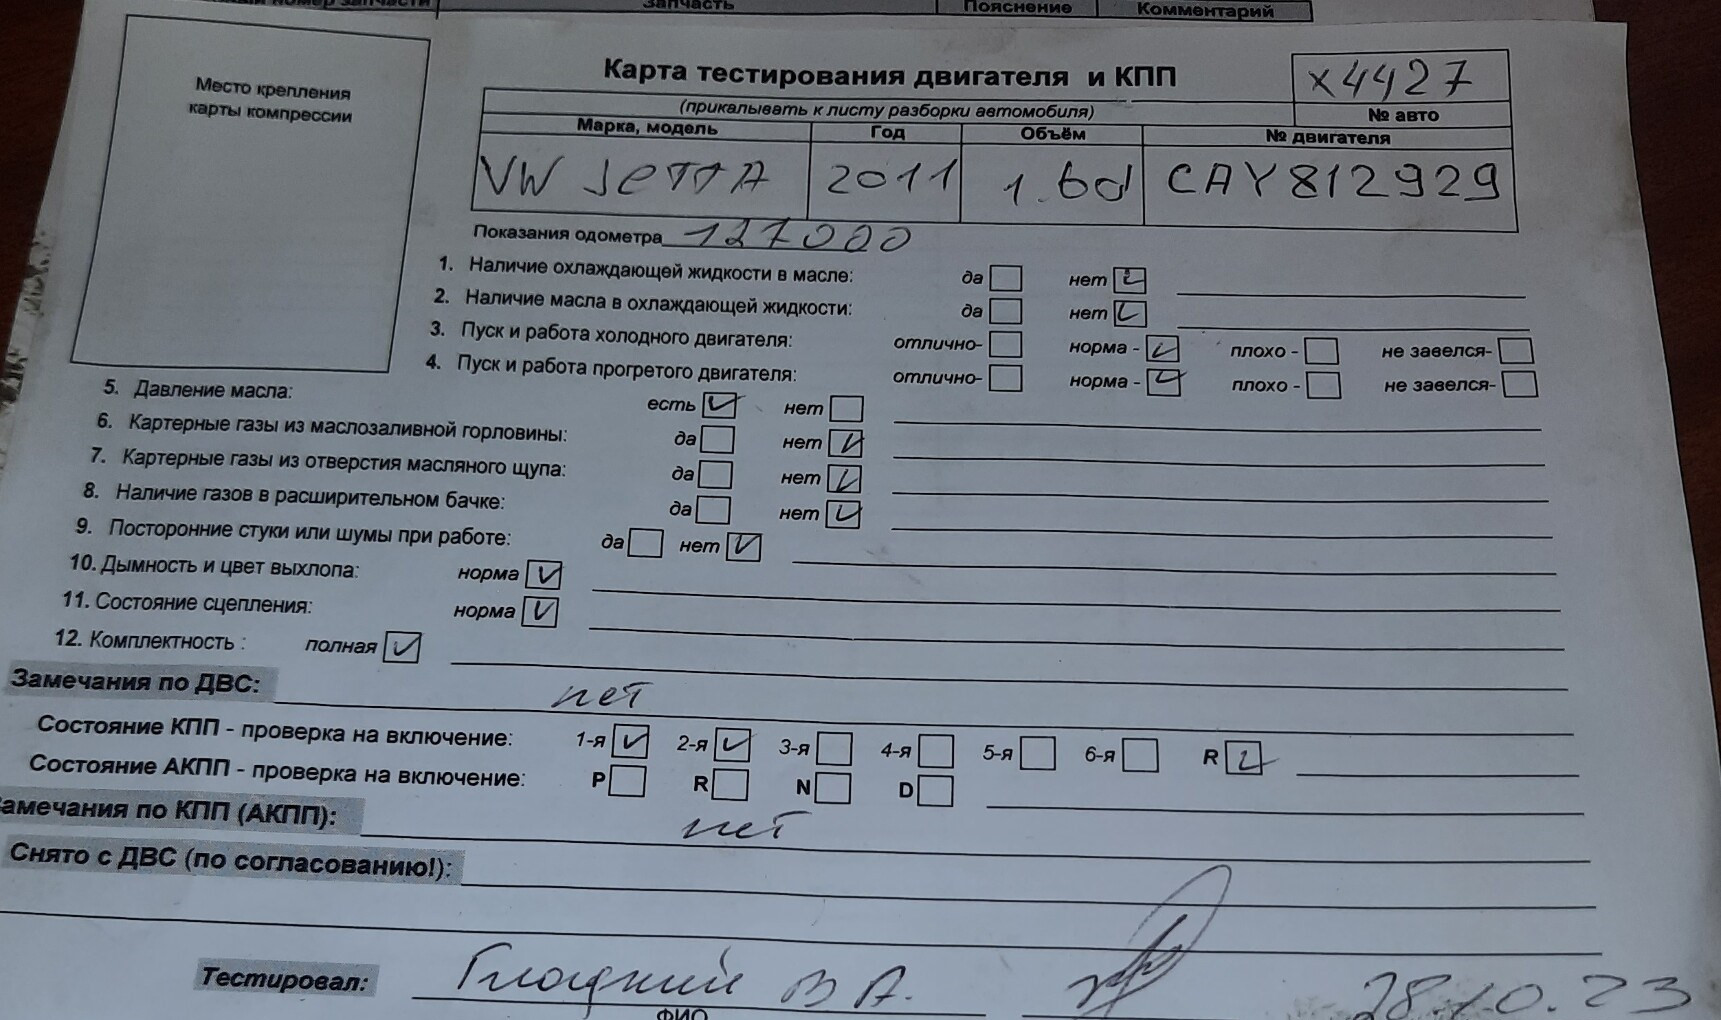 номер запчасти Запчасть Пояснение Комментарий
Место крепления
карты компрессии
Карта тестирования двигателя и КПП
х4427
(прикалывать к листу разборки автомобиля)
№ авто
Марка, модель Год Объём № двигателя
VW JETTA 2011 1.6d CAY812929
Показания одометра 127000
1. Наличие охлаждающей жидкости в масле: да нет
2. Наличие масла в охлаждающей жидкости: да нет
3. Пуск и работа холодного двигателя: отлично- норма - плохо - не завелся-
4. Пуск и работа прогретого двигателя: отлично- норма - плохо - не завелся-
5. Давление масла: есть нет
6. Картерные газы из маслозаливной горловины: да нет
7. Картерные газы из отверстия масляного щупа: да нет
8. Наличие газов в расширительном бачке: да нет
9. Посторонние стуки или шумы при работе: да нет
10. Дымность и цвет выхлопа: норма
11. Состояние сцепления: норма
12. Комплектность : полная
Замечания по ДВС: нет
Состояние КПП - проверка на включение: 1-я 2-я 3-я 4-я 5-я 6-я R
Состояние АКПП - проверка на включение: P R N D
Замечания по КПП (АКПП): нет
Снято с ДВС (по согласованию!):
Тестировал: Гладкий В А. 28.10.23
ФИО